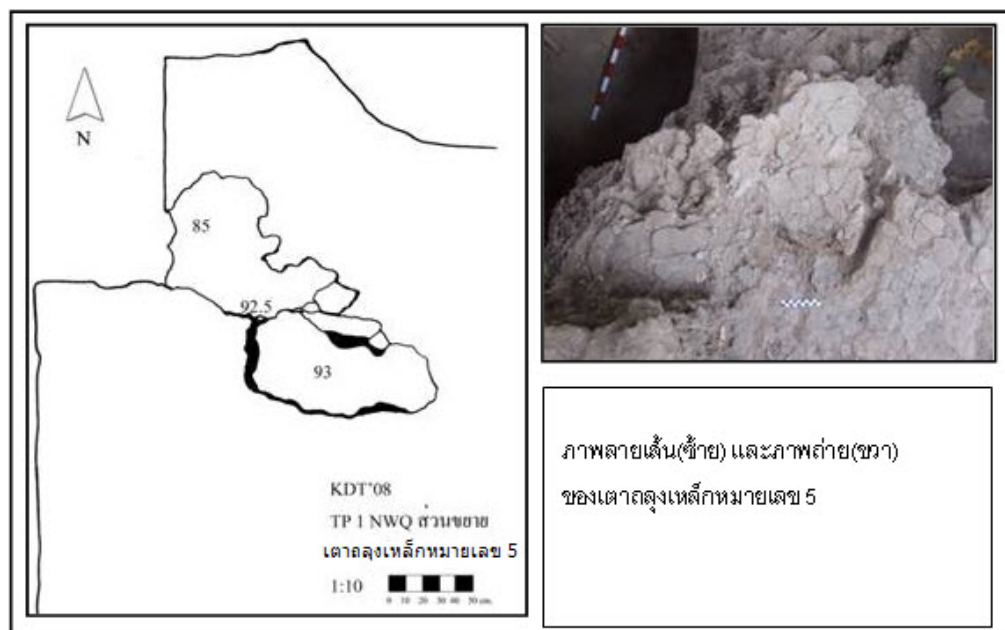 N
85
92.5
93
KDT'08
TP 1 NWQ ส่วนขยาย
เตาถลุงเหล็กหมายเลข 5
1:10
0 10 20 30 40 50 cm.
ภาพลายเส้น(ซ้าย) และภาพถ่าย(ขวา)
ของเตาถลุงเหล็กหมายเลข 5